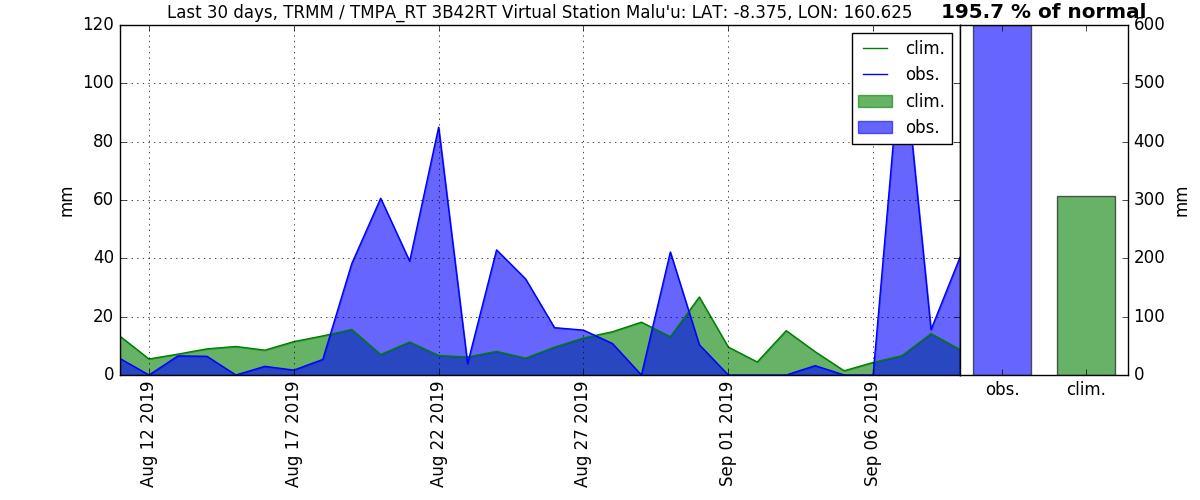 Last 30 days, TRMM / TMPA_RT 3B42RT Virtual Station Malu'u: LAT: -8.375, LON: 160.625
195.7 % of normal
120
100
80
60
40
20
0
mm
clim.
obs.
clim.
obs.
600
500
400
300
200
100
0
mm
Aug 12 2019
Aug 17 2019
Aug 22 2019
Aug 27 2019
Sep 01 2019
Sep 06 2019
obs.
clim.